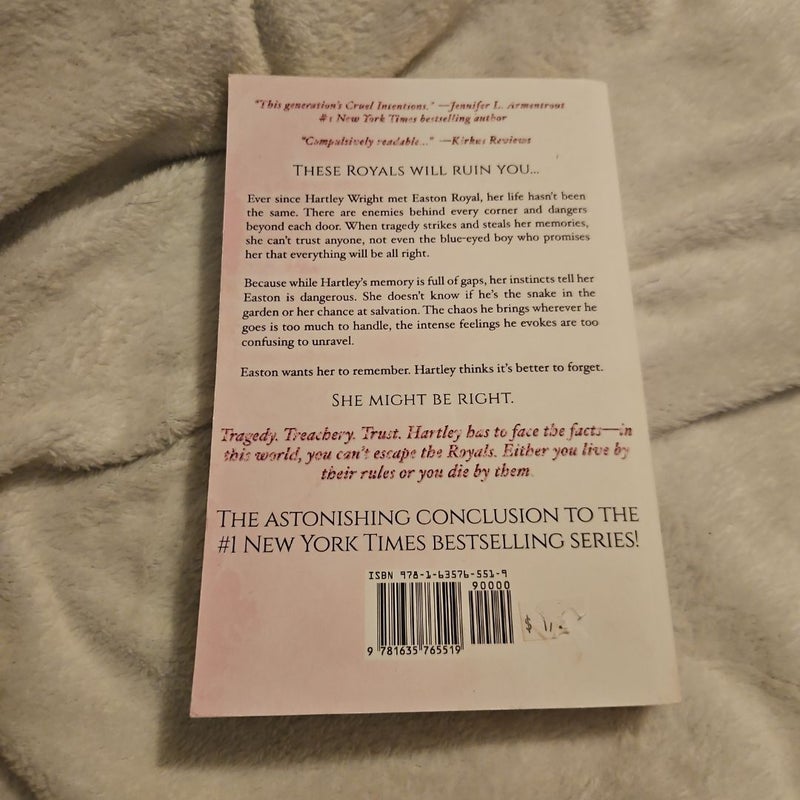 "This generation's Cruel Intentions." —Jennifer L. Armentrout
#1 New York Times bestselling author
"Compulsively readable..." —Kirkus Reviews
THESE ROYALS WILL RUIN YOU...
Ever since Hartley Wright met Easton Royal, her life hasn't been
the same. There are enemies behind every corner and dangers
beyond each door. When tragedy strikes and steals her memories,
she can't trust anyone, not even the blue-eyed boy who promises
her that everything will be all right.
Because while Hartley's memory is full of gaps, her instincts tell her
Easton is dangerous. She doesn't know if he's the snake in the
garden or her chance at salvation. The chaos he brings wherever he
goes is too much to handle, the intense feelings he evokes are too
confusing to unravel.
Easton wants her to remember. Hartley thinks it's better to forget.
SHE MIGHT BE RIGHT.
Tragedy. Treachery. Trust. Hartley has to face the facts—in
this world, you can't escape the Royals. Either you live by
their rules or you die by them.
THE ASTONISHING CONCLUSION TO THE
#1 NEW YORK TIMES BESTSELLING SERIES!
ISBN 978-1-63576-551-9
90000
$
9 781635 765519